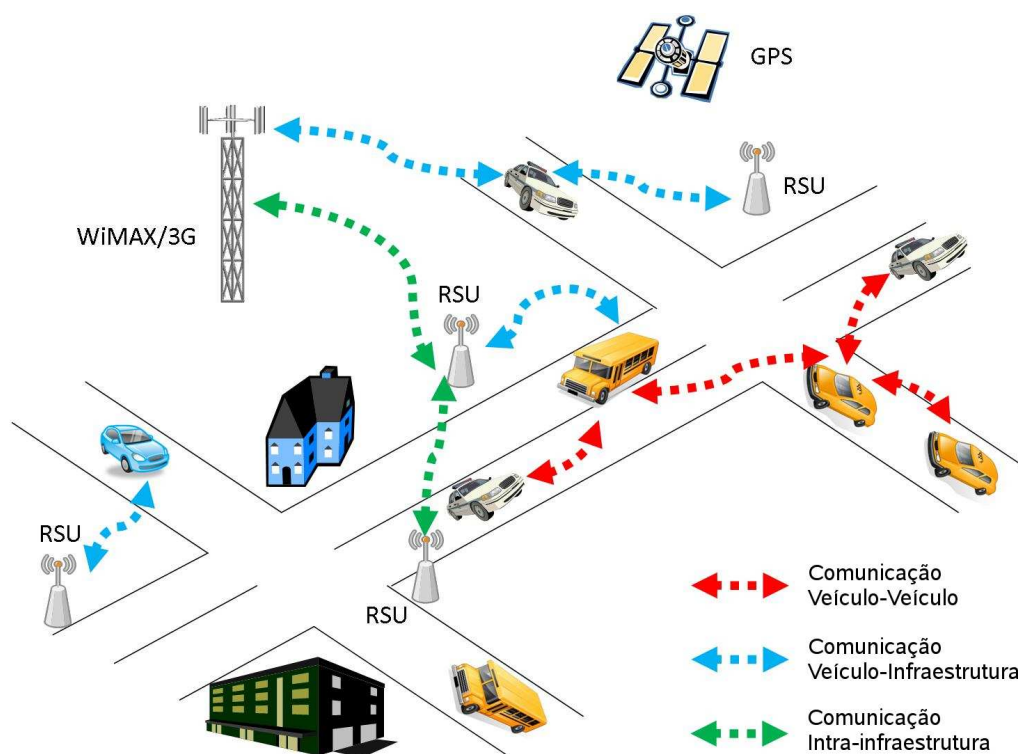 GPS
RSU
WiMAX/3G
RSU
RSU
RSU
Comunicação
Veículo-Veículo
Comunicação
Veículo-Infraestrutura
Comunicação
Intra-infraestrutura